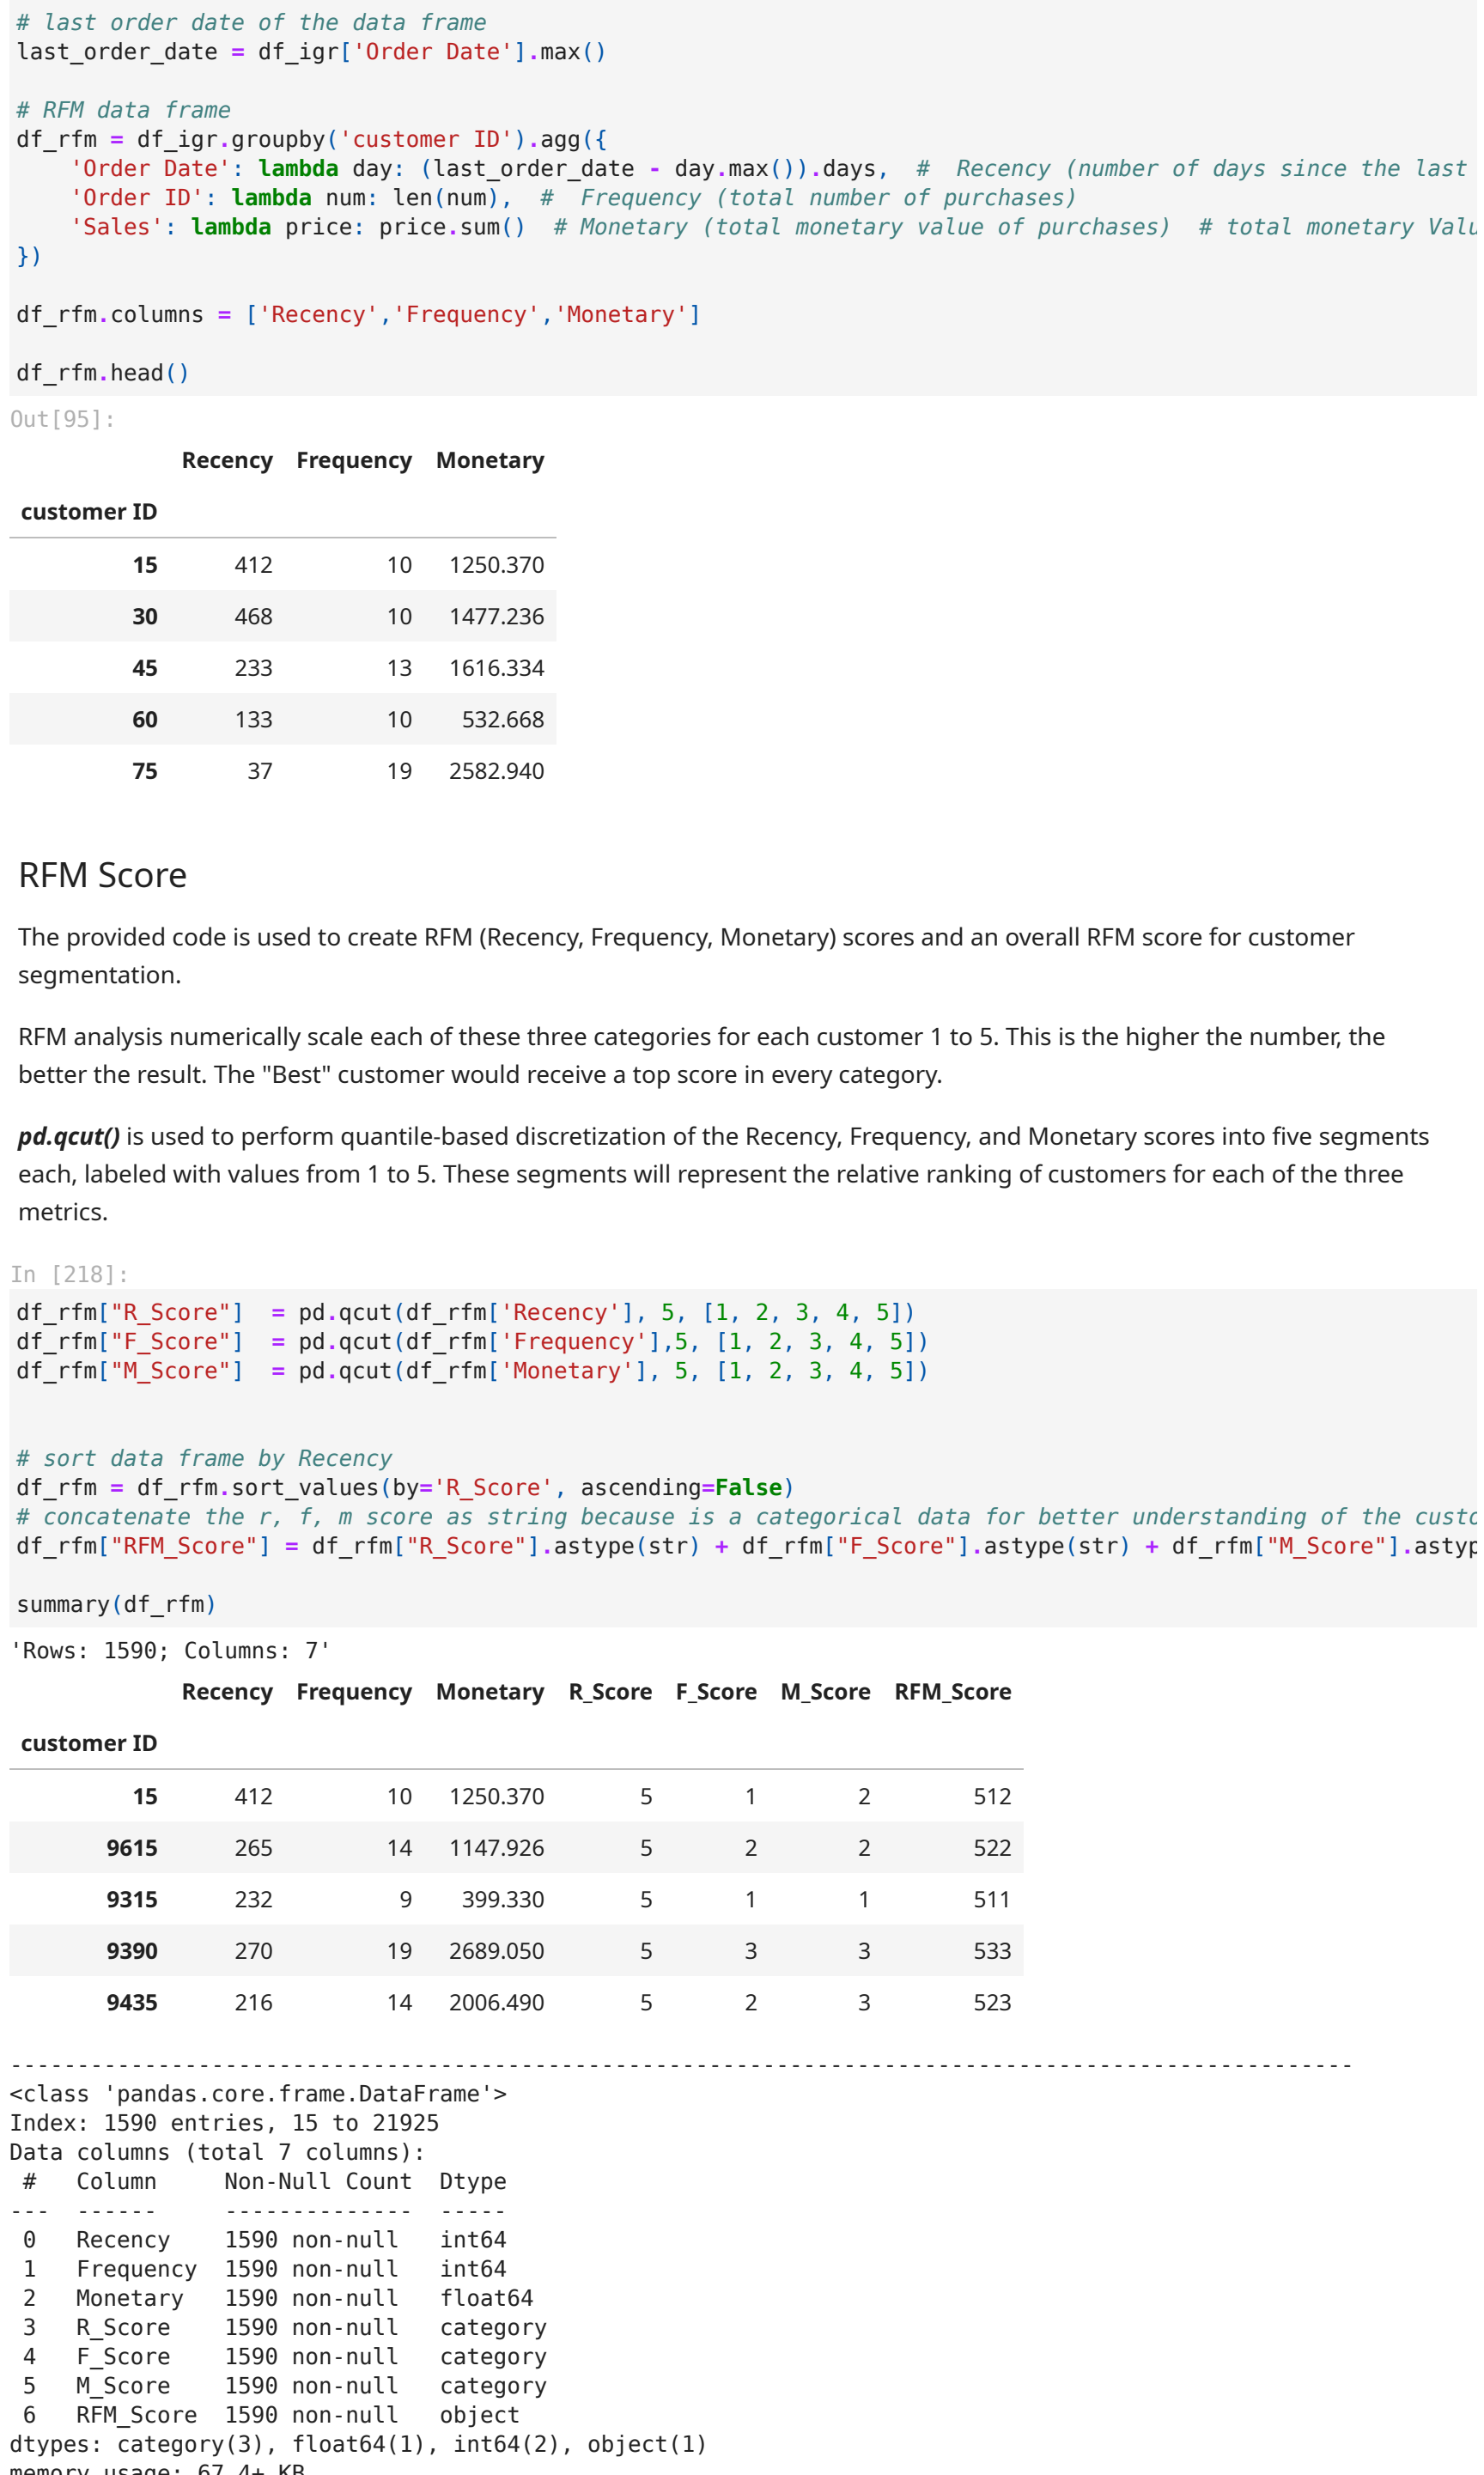 # last order date of the data frame
last_order_date = df_igr['Order Date'].max()
# RFM data frame
df_rfm = df_igr.groupby('customer ID').agg({
'Order Date': lambda day: (last_order_date - day.max()).days,  #  Recency (number of days since the last
'Order ID': lambda num: len(num),  #  Frequency (total number of purchases)
'Sales': lambda price: price.sum()  # Monetary (total monetary value of purchases)  # total monetary Valu
})
df_rfm.columns = ['Recency','Frequency','Monetary']
df_rfm.head()
Out[95]:
Recency Frequency Monetary
customer ID
15 412 10 1250.370
30 468 10 1477.236
45 233 13 1616.334
60 133 10 532.668
75 37 19 2582.940
RFM Score
The provided code is used to create RFM (Recency, Frequency, Monetary) scores and an overall RFM score for customer
segmentation.
RFM analysis numerically scale each of these three categories for each customer 1 to 5. This is the higher the number, the
better the result. The "Best" customer would receive a top score in every category.
pd.qcut() is used to perform quantile-based discretization of the Recency, Frequency, and Monetary scores into five segments
each, labeled with values from 1 to 5. These segments will represent the relative ranking of customers for each of the three
metrics.
In [218]:
df_rfm["R_Score"]  = pd.qcut(df_rfm['Recency'], 5, [1, 2, 3, 4, 5])
df_rfm["F_Score"]  = pd.qcut(df_rfm['Frequency'],5, [1, 2, 3, 4, 5])
df_rfm["M_Score"]  = pd.qcut(df_rfm['Monetary'], 5, [1, 2, 3, 4, 5])
# sort data frame by Recency
df_rfm = df_rfm.sort_values(by='R_Score', ascending=False)
# concatenate the r, f, m score as string because is a categorical data for better understanding of the custo
df_rfm["RFM_Score"] = df_rfm["R_Score"].astype(str) + df_rfm["F_Score"].astype(str) + df_rfm["M_Score"].astyp
summary(df_rfm)
'Rows: 1590; Columns: 7'
Recency Frequency Monetary R_Score F_Score M_Score RFM_Score
customer ID
15 412 10 1250.370 5 1 2 512
9615 265 14 1147.926 5 2 2 522
9315 232 9 399.330 5 1 1 511
9390 270 19 2689.050 5 3 3 533
9435 216 14 2006.490 5 2 3 523
----------------------------------------------------------------------------------------------------
<class 'pandas.core.frame.DataFrame'>
Index: 1590 entries, 15 to 21925
Data columns (total 7 columns):
#   Column     Non-Null Count  Dtype
---  ------     --------------  -----
0   Recency    1590 non-null   int64
1   Frequency  1590 non-null   int64
2   Monetary   1590 non-null   float64
3   R_Score    1590 non-null   category
4   F_Score    1590 non-null   category
5   M_Score    1590 non-null   category
6   RFM_Score  1590 non-null   object
dtypes: category(3), float64(1), int64(2), object(1)
memory usage: 67.4+ KB